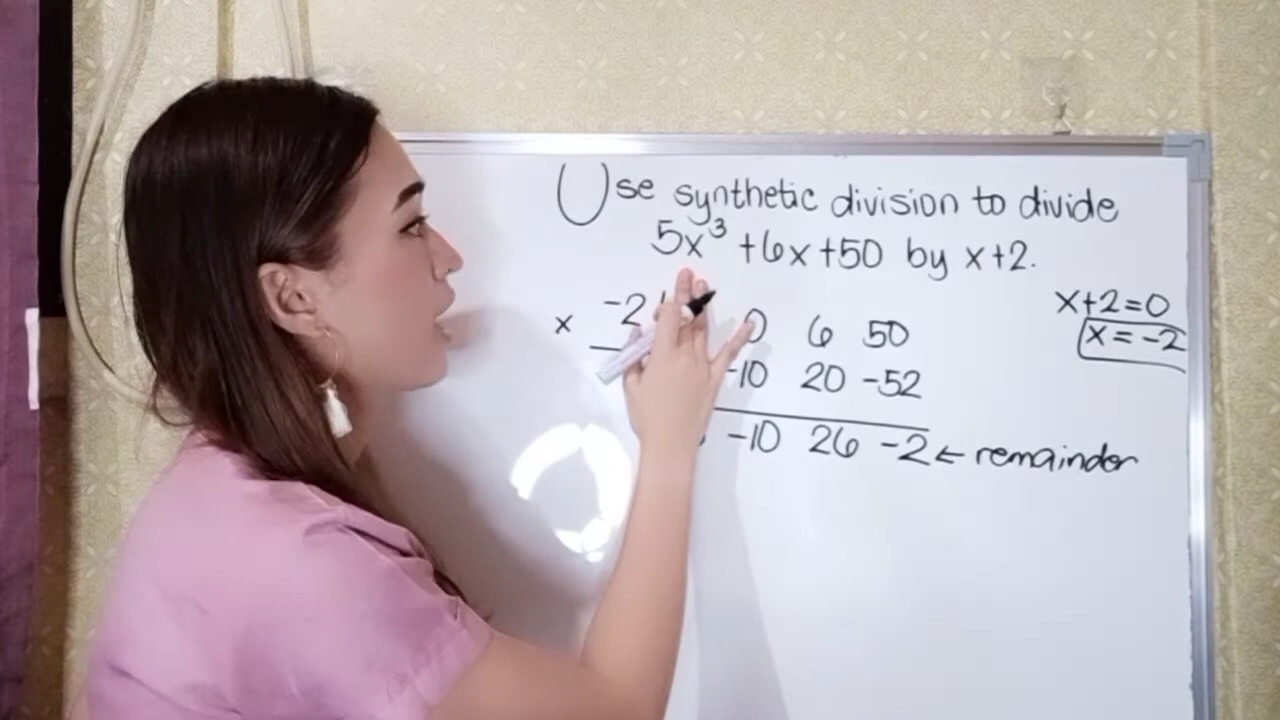 Use synthetic division to divide
5x³ +6x+50 by x+2.
x+2=0
x = -2
x -2 0 6 50
-10 20 -52
-10 26 -2 ← remainder